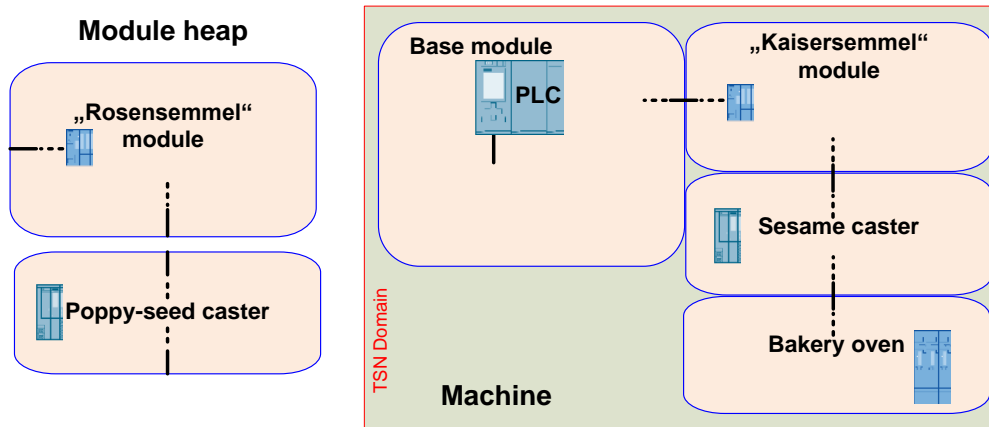 Module heap
„Rosensemmel“
module
Poppy-seed caster
TSN Domain
Base module
PLC
„Kaisersemmel“
module
Sesame caster
Bakery oven
Machine